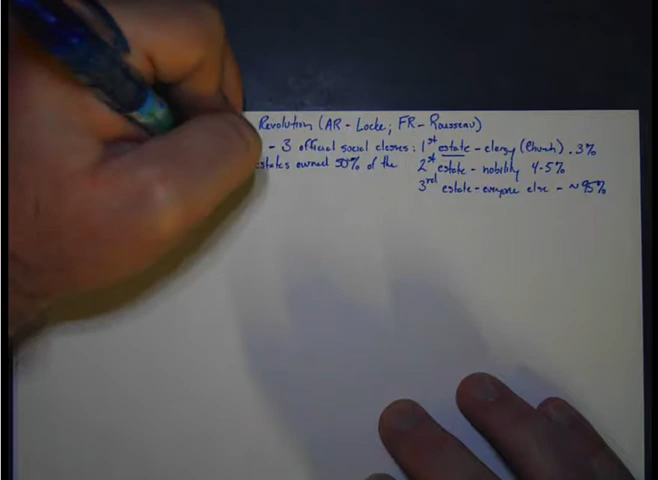 Revolution (AR - Locke; FR - Rousseau)
- 3 official social classes: 1st estate - clergy (Church) .3%
estates owned 50% of the 2st estate - nobility 4-5%
3rd estate - everyone else - ~95%